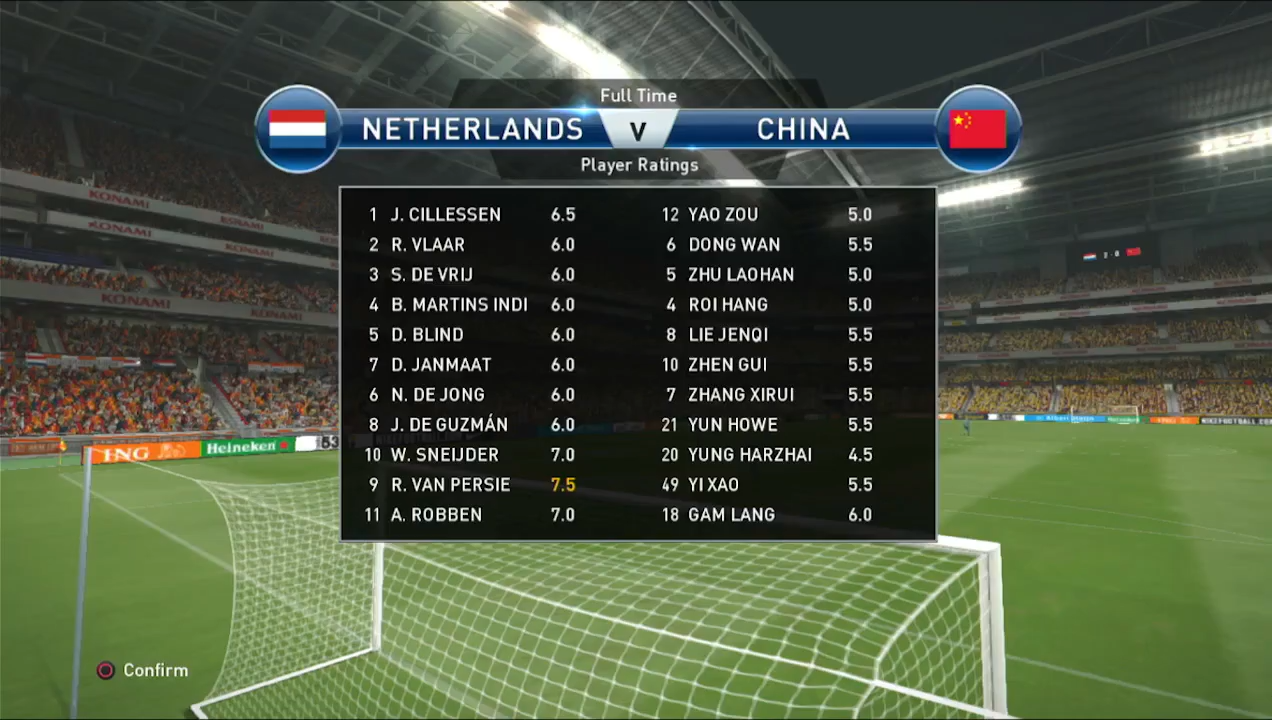 Full Time
NETHERLANDS V CHINA
Player Ratings
1 J. CILLESSEN 6.5 12 YAO ZOU 5.0
2 R. VLAAR 6.0 6 DONG WAN 5.5
3 S. DE VRIJ 6.0 5 ZHU LAOHAN 5.0
4 B. MARTINS INDI 6.0 4 ROI HANG 5.0
5 D. BLIND 6.0 8 LIE JENQI 5.5
7 D. JANMAAT 6.0 10 ZHEN GUI 5.5
6 N. DE JONG 6.0 7 ZHANG XIRUI 5.5
8 J. DE GUZMÁN 6.0 21 YUN HOWE 5.5
10 W. SNEIJDER 7.0 20 YUNG HARZHAI 4.5
9 R. VAN PERSIE 7.5 49 YI XAO 5.5
11 A. ROBBEN 7.0 18 GAM LANG 6.0
KONAMI
KONAMI
KONAMI
KONAMI
KONAMI
KONAMI
ING
Heineken
53
Confirm